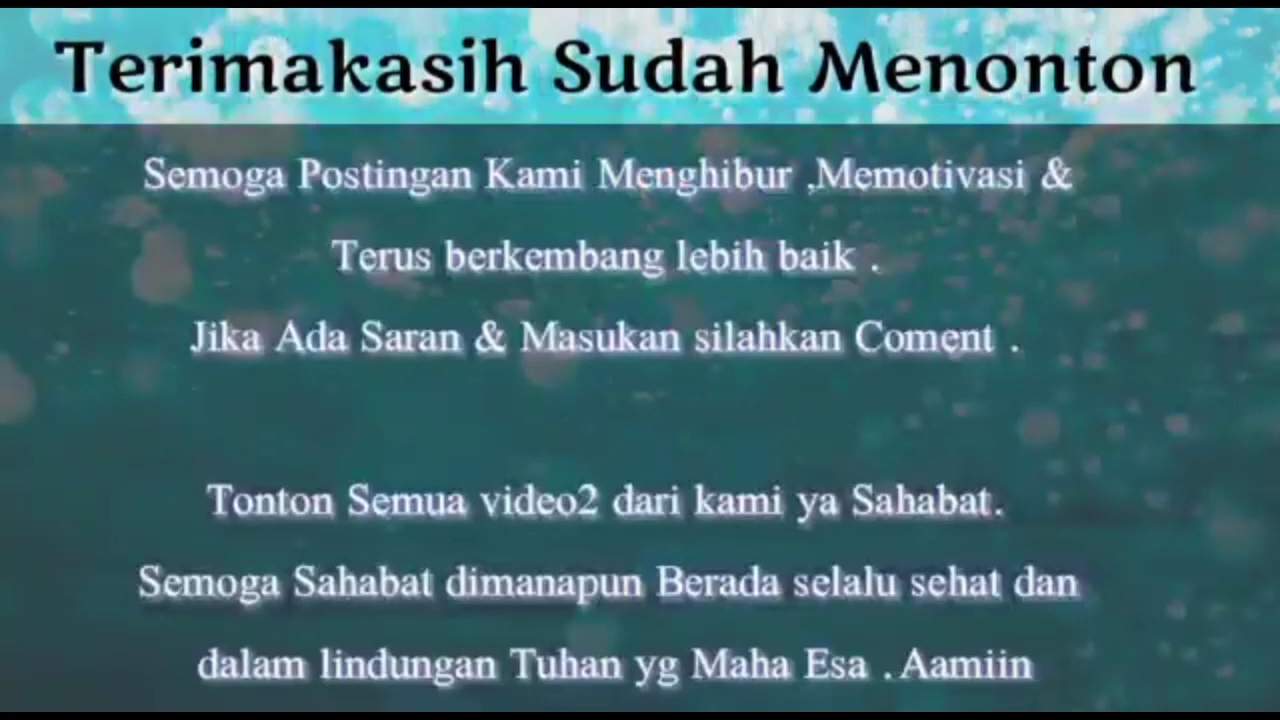 Terimakasih Sudah Menonton
Semoga Postingan Kami Menghibur ,Memotivasi &
Terus berkembang lebih baik .
Jika Ada Saran & Masukan silahkan Coment .
Tonton Semua video2 dari kami ya Sahabat.
Semoga Sahabat dimanapun Berada selalu sehat dan
dalam lindungan Tuhan yg Maha Esa . Aamiin